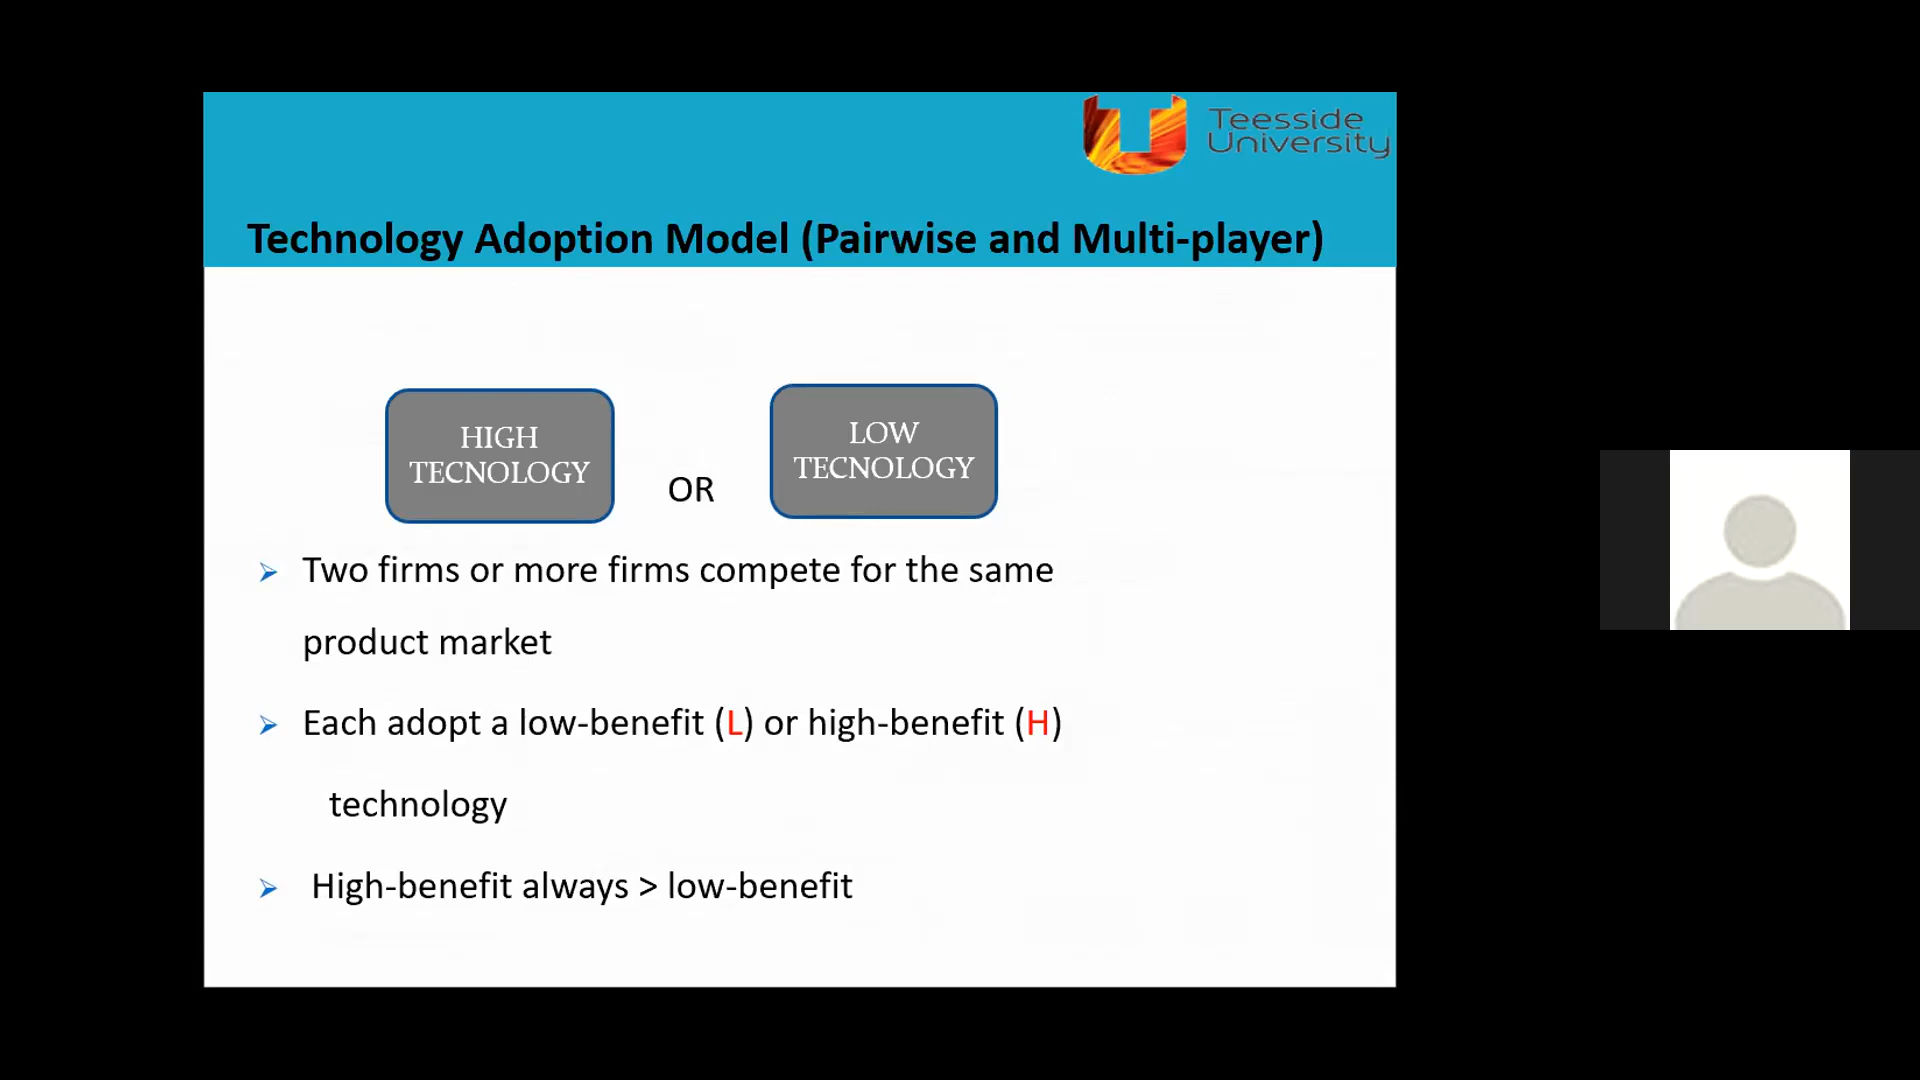 Teesside
University
Technology Adoption Model (Pairwise and Multi-player)
HIGH
TECNOLOGY
OR
LOW
TECNOLOGY
➢ Two firms or more firms compete for the same
product market
➢ Each adopt a low-benefit (L) or high-benefit (H)
technology
➢ High-benefit always > low-benefit